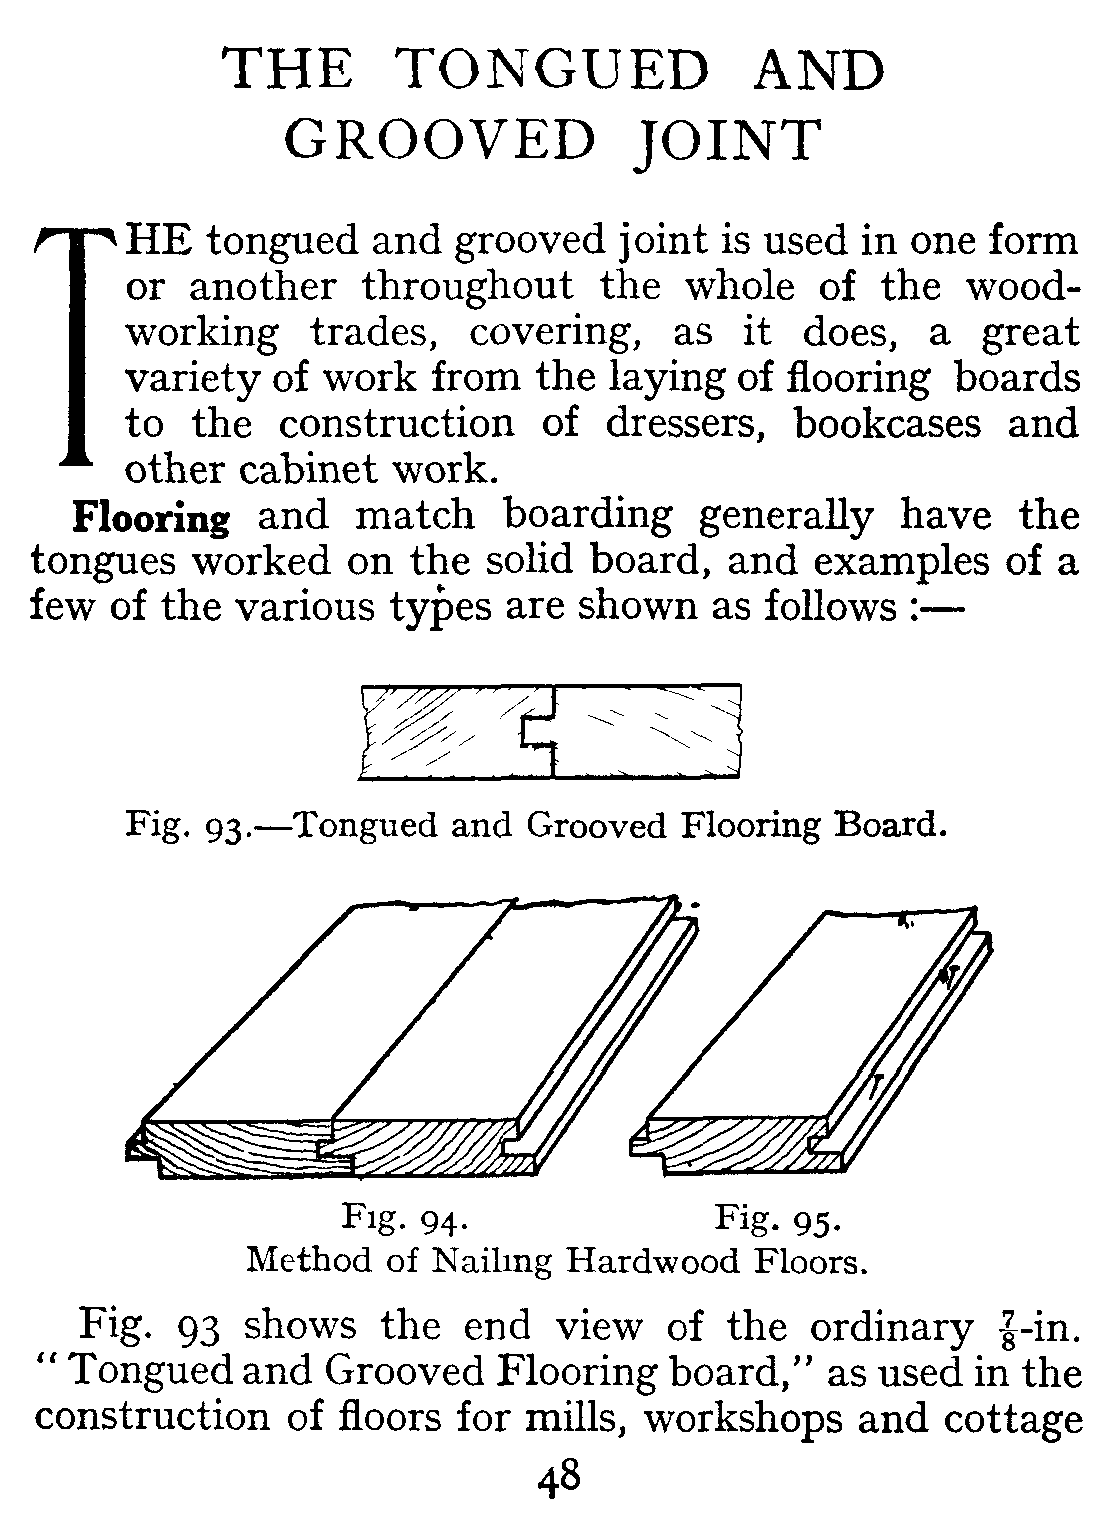 THE TONGUED AND
GROOVED JOINT
THE tongued and grooved joint is used in one form
or another throughout the whole of the wood-
working trades, covering, as it does, a great
variety of work from the laying of flooring boards
to the construction of dressers, bookcases and
other cabinet work.
Flooring and match boarding generally have the
tongues worked on the solid board, and examples of a
few of the various types are shown as follows :—
Fig. 93.—Tongued and Grooved Flooring Board.
Fig. 94.
Fig. 95.
Method of Nailing Hardwood Floors.
Fig. 93 shows the end view of the ordinary ⅞-in.
“Tongued and Grooved Flooring board,” as used in the
construction of floors for mills, workshops and cottage
48